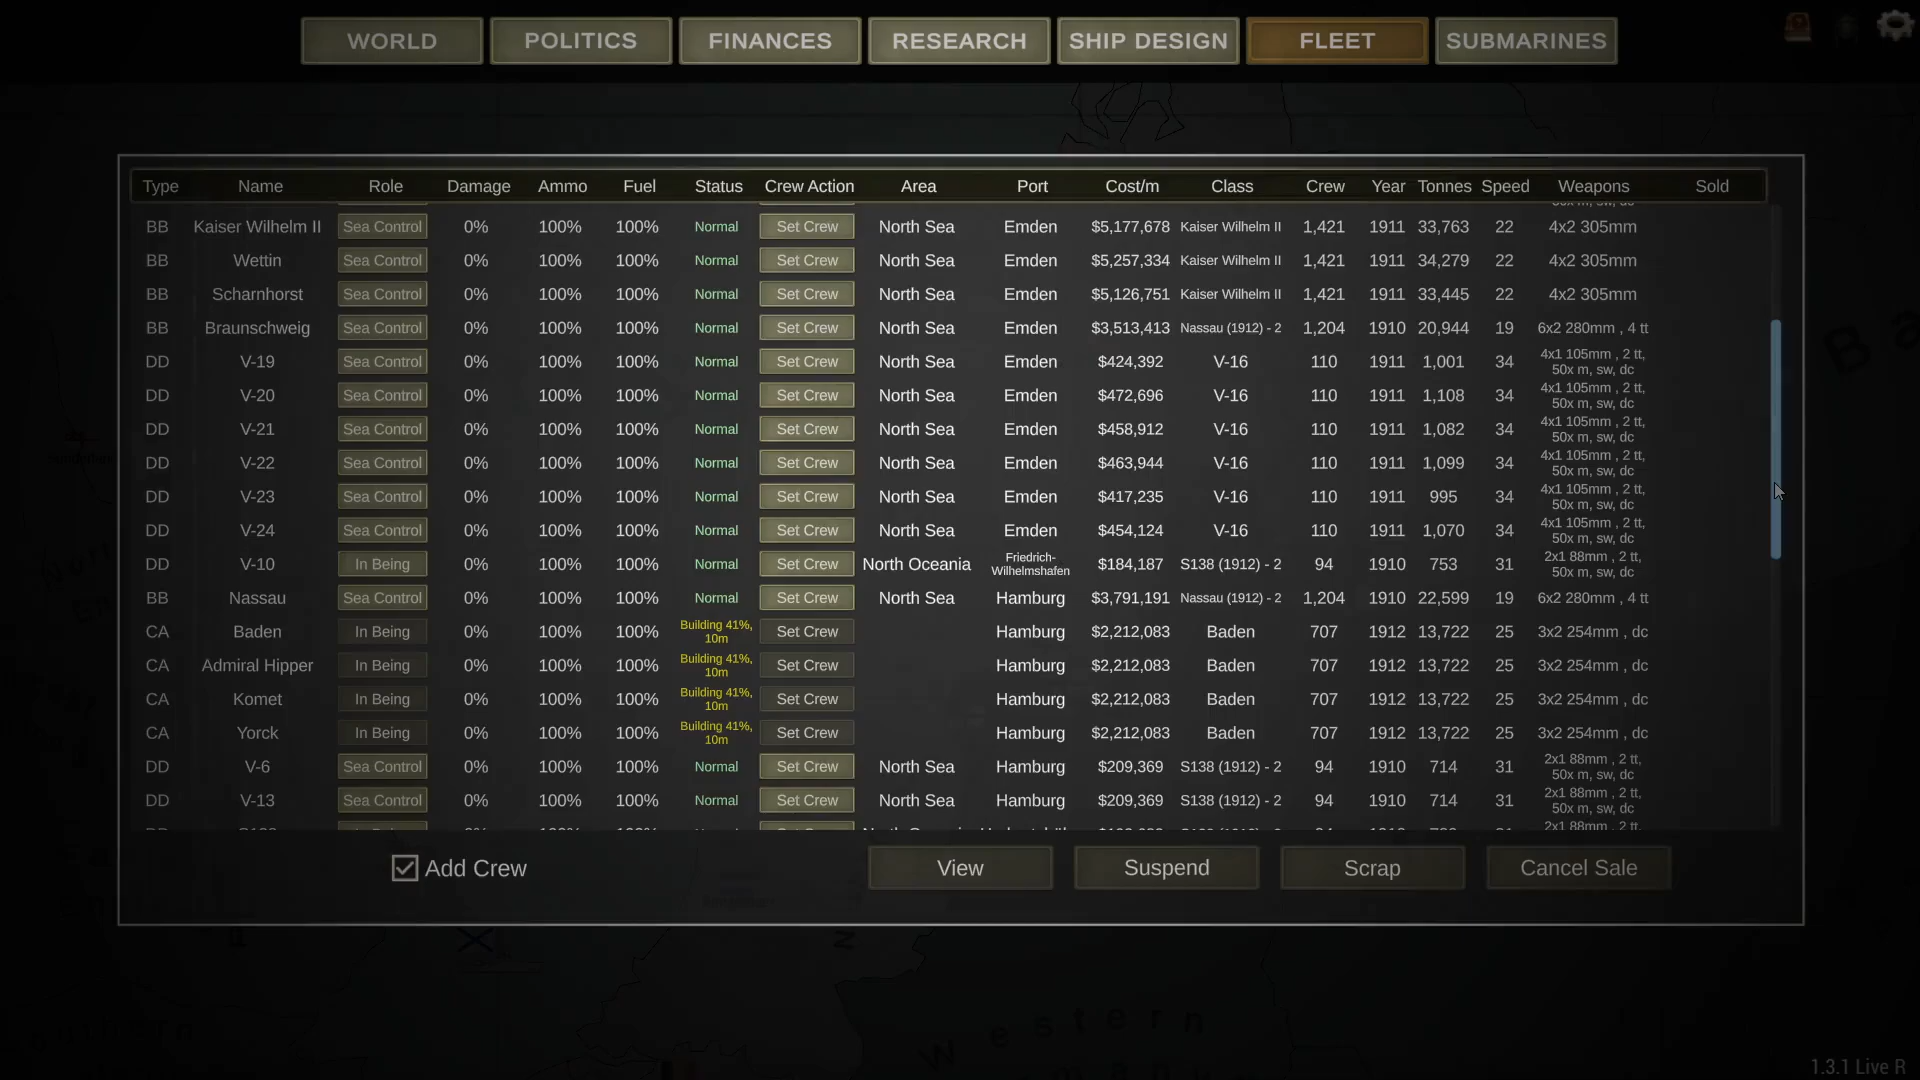 WORLD POLITICS FINANCES RESEARCH SHIP DESIGN FLEET SUBMARINES
Type Name Role Damage Ammo Fuel Status Crew Action Area Port Cost/m Class Crew Year Tonnes Speed Weapons Sold
BB Kaiser Wilhelm II Sea Control 0% 100% 100% Normal Set Crew North Sea Emden $5,177,678 Kaiser Wilhelm II 1,421 1911 33,763 22 4x2 305mm
BB Wettin Sea Control 0% 100% 100% Normal Set Crew North Sea Emden $5,257,334 Kaiser Wilhelm II 1,421 1911 34,279 22 4x2 305mm
BB Scharnhorst Sea Control 0% 100% 100% Normal Set Crew North Sea Emden $5,126,751 Kaiser Wilhelm II 1,421 1911 33,445 22 4x2 305mm
BB Braunschweig Sea Control 0% 100% 100% Normal Set Crew North Sea Emden $3,513,413 Nassau (1912) - 2 1,204 1910 20,944 19 6x2 280mm , 4 tt
DD V-19 Sea Control 0% 100% 100% Normal Set Crew North Sea Emden $424,392 V-16 110 1911 1,001 34 4x1 105mm , 2 tt,
50x m, sw, dc
DD V-20 Sea Control 0% 100% 100% Normal Set Crew North Sea Emden $472,696 V-16 110 1911 1,108 34 4x1 105mm , 2 tt,
50x m, sw, dc
DD V-21 Sea Control 0% 100% 100% Normal Set Crew North Sea Emden $458,912 V-16 110 1911 1,082 34 4x1 105mm , 2 tt,
50x m, sw, dc
DD V-22 Sea Control 0% 100% 100% Normal Set Crew North Sea Emden $463,944 V-16 110 1911 1,099 34 4x1 105mm , 2 tt,
50x m, sw, dc
DD V-23 Sea Control 0% 100% 100% Normal Set Crew North Sea Emden $417,235 V-16 110 1911 995 34 4x1 105mm , 2 tt,
50x m, sw, dc
DD V-24 Sea Control 0% 100% 100% Normal Set Crew North Sea Emden $454,124 V-16 110 1911 1,070 34 4x1 105mm , 2 tt,
50x m, sw, dc
DD V-10 In Being 0% 100% 100% Normal Set Crew North Oceania Friedrich- $184,187 S138 (1912) - 2 94 1910 753 31 2x1 88mm , 2 tt,
Wilhelmshafen 50x m, sw, dc
BB Nassau Sea Control 0% 100% 100% Normal Set Crew North Sea Hamburg $3,791,191 Nassau (1912) - 2 1,204 1910 22,599 19 6x2 280mm , 4 tt
CA Baden In Being 0% 100% 100% Building 41%, Set Crew Hamburg $2,212,083 Baden 707 1912 13,722 25 3x2 254mm , dc
10m
CA Admiral Hipper In Being 0% 100% 100% Building 41%, Set Crew Hamburg $2,212,083 Baden 707 1912 13,722 25 3x2 254mm , dc
10m
CA Komet In Being 0% 100% 100% Building 41%, Set Crew Hamburg $2,212,083 Baden 707 1912 13,722 25 3x2 254mm , dc
10m
CA Yorck In Being 0% 100% 100% Building 41%, Set Crew Hamburg $2,212,083 Baden 707 1912 13,722 25 3x2 254mm , dc
10m
DD V-6 Sea Control 0% 100% 100% Normal Set Crew North Sea Hamburg $209,369 S138 (1912) - 2 94 1910 714 31 2x1 88mm , 2 tt,
50x m, sw, dc
DD V-13 Sea Control 0% 100% 100% Normal Set Crew North Sea Hamburg $209,369 S138 (1912) - 2 94 1910 714 31 2x1 88mm , 2 tt,
50x m, sw, dc
2x1 88mm , 2 tt,
Add Crew View Suspend Scrap Cancel Sale
Western
1.3.1 Live R